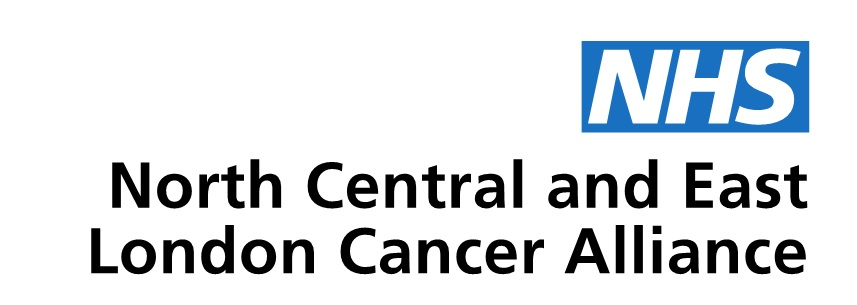 NHS
North Central and East
London Cancer Alliance